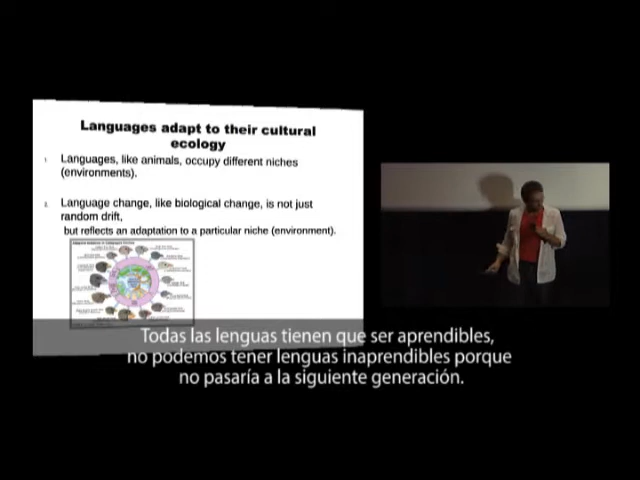 Languages adapt to their cultural
ecology
1. Languages, like animals, occupy different niches
(environments).
2. Language change, like biological change, is not just
random drift,
but reflects an adaptation to a particular niche (environment).
Todas las lenguas tienen que ser aprendibles,
no podemos tener lenguas inaprendibles porque
no pasaría a la siguiente generación.